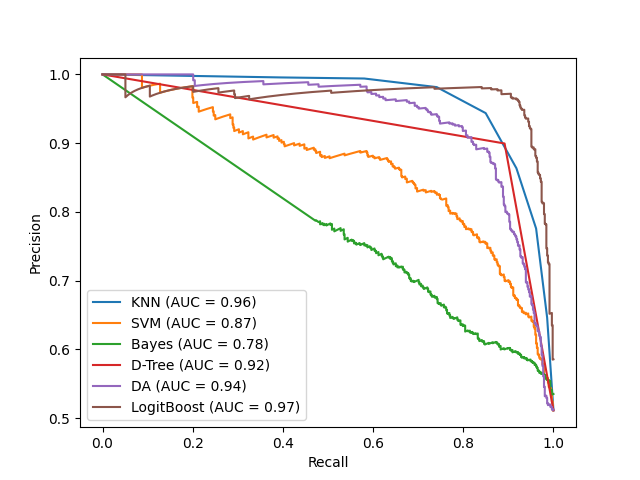 1.0
0.9
0.8
0.7
0.6
0.5
Precision
KNN (AUC = 0.96)
SVM (AUC = 0.87)
Bayes (AUC = 0.78)
D-Tree (AUC = 0.92)
DA (AUC = 0.94)
LogitBoost (AUC = 0.97)
0.0 0.2 0.4 0.6 0.8 1.0
Recall